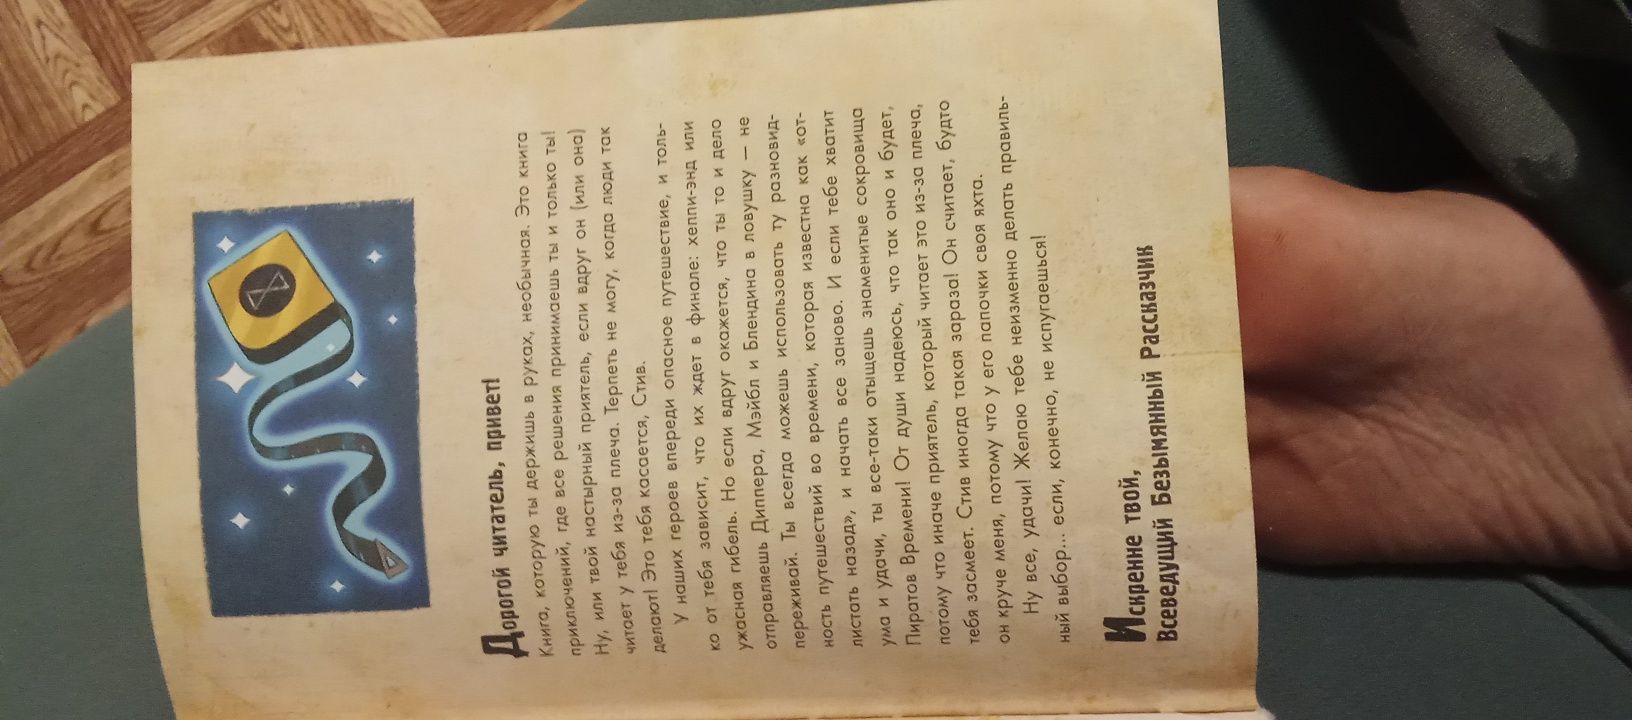 Дорогой читатель, привет!
Книга, которую ты держишь в руках, необычная. Это книга
приключений, где все решения принимаешь ты и только ты!
Ну, или твой настырный приятель, если вдруг он (или она)
читает у тебя из-за плеча. Терпеть не могу, когда люди так
делают! Это тебя касается, Стив.
У наших героев впереди опасное путешествие, и толь-
ко от тебя зависит, что их ждет в финале: хеппи-энд или
ужасная гибель. Но если вдруг окажется, что ты то и дело
отправляешь Диппера, Мэйбл и Блендина в ловушку — не
переживай. Ты всегда можешь использовать ту разновид-
ность путешествий во времени, которая известна как «от-
листать назад», и начать все заново. И если тебе хватит
ума и удачи, ты все-таки отыщешь знаменитые сокровища
Пиратов Времени! От души надеюсь, что так оно и будет,
потому что иначе приятель, который читает это из-за плеча,
тебя засмеет. Стив иногда такая зараза! Он считает, будто
он круче меня, потому что у его папочки своя яхта.
Ну все, удачи! Желаю тебе неизменно делать правиль-
ный выбор... если, конечно, не испугаешься!
Искренне твой,
Всеведущий Безымянный Рассказчик